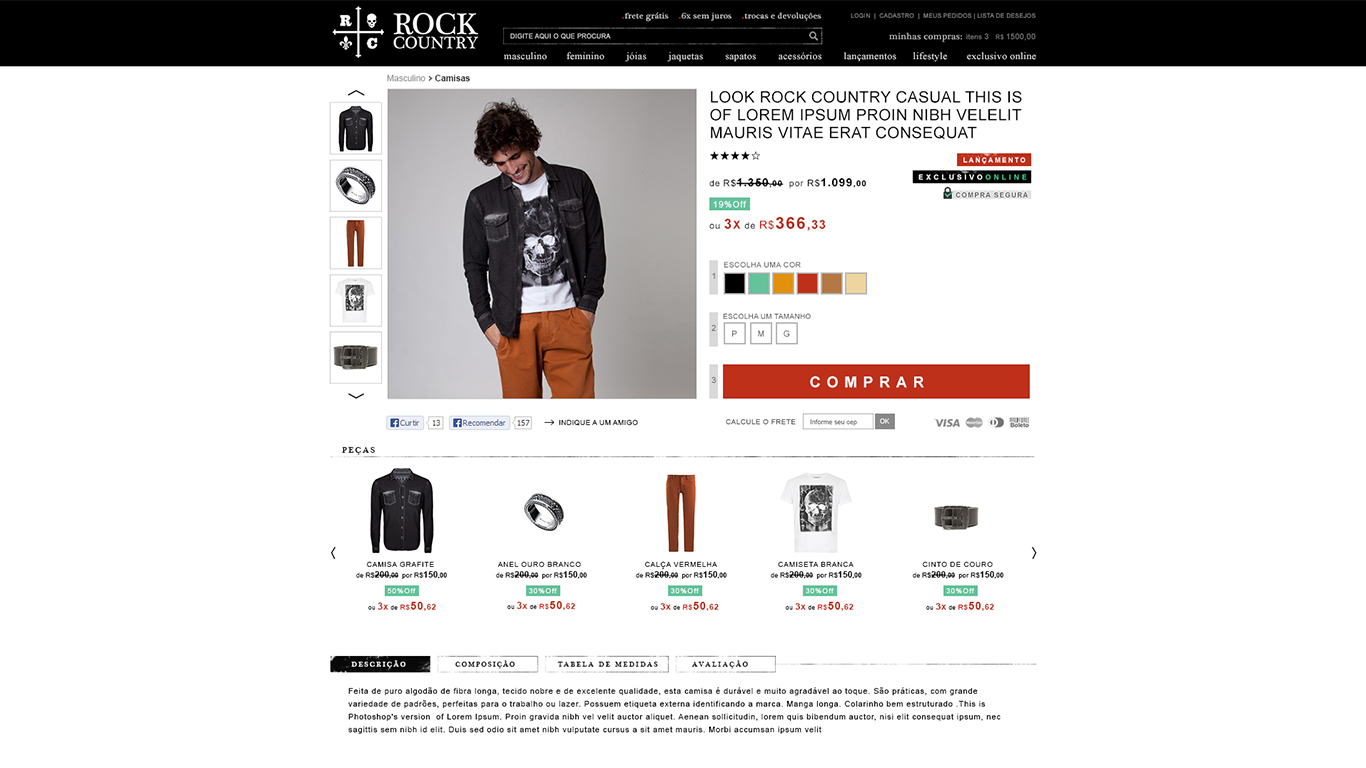 R C
ROCK
COUNTRY
.frete grátis .6x sem juros .trocas e devoluções
LOGIN | CADASTRO | MEUS PEDIDOS | LISTA DE DESEJOS
DIGITE AQUI O QUE PROCURA
minhas compras: itens 3 R$ 1500,00
masculino feminino jóias jaquetas sapatos acessórios lançamentos lifestyle exclusivo online
Masculino > Camisas
LOOK ROCK COUNTRY CASUAL THIS IS
OF LOREM IPSUM PROIN NIBH VELELIT
MAURIS VITAE ERAT CONSEQUAT
LANÇAMENTO
EXCLUSIVOONLINE
COMPRA SEGURA
de R$1.350,00 por R$1.099,00
19%Off
ou 3x de R$366,33
1 ESCOLHA UMA COR
2 ESCOLHA UM TAMANHO
P M G
3 COMPRAR
Curtir 13 Recomendar 157 INDIQUE A UM AMIGO
CALCULE O FRETE Informe seu cep OK VISA Boleto
PEÇAS
CAMISA GRAFITE ANEL OURO BRANCO CALÇA VERMELHA CAMISETA BRANCA CINTO DE COURO
de R$200,00 por R$150,00 de R$200,00 por R$150,00 de R$200,00 por R$150,00 de R$200,00 por R$150,00 de R$200,00 por R$150,00
50%Off 30%Off 30%Off 30%Off 30%Off
ou 3x de R$50,62 ou 3x de R$50,62 ou 3x de R$50,62 ou 3x de R$50,62 ou 3x de R$50,62
DESCRIÇÃO COMPOSIÇÃO TABELA DE MEDIDAS AVALIAÇÃO
Feita de puro algodão de fibra longa, tecido nobre e de excelente qualidade, esta camisa é durável e muito agradável ao toque. São práticas, com grande
variedade de padrões, perfeitas para o trabalho ou lazer. Possuem etiqueta externa identificando a marca. Manga longa. Colarinho bem estruturado .This is
Photoshop's version of Lorem Ipsum. Proin gravida nibh vel velit auctor aliquet. Aenean sollicitudin, lorem quis bibendum auctor, nisi elit consequat ipsum, nec
sagittis sem nibh id elit. Duis sed odio sit amet nibh vulputate cursus a sit amet mauris. Morbi accumsan ipsum velit